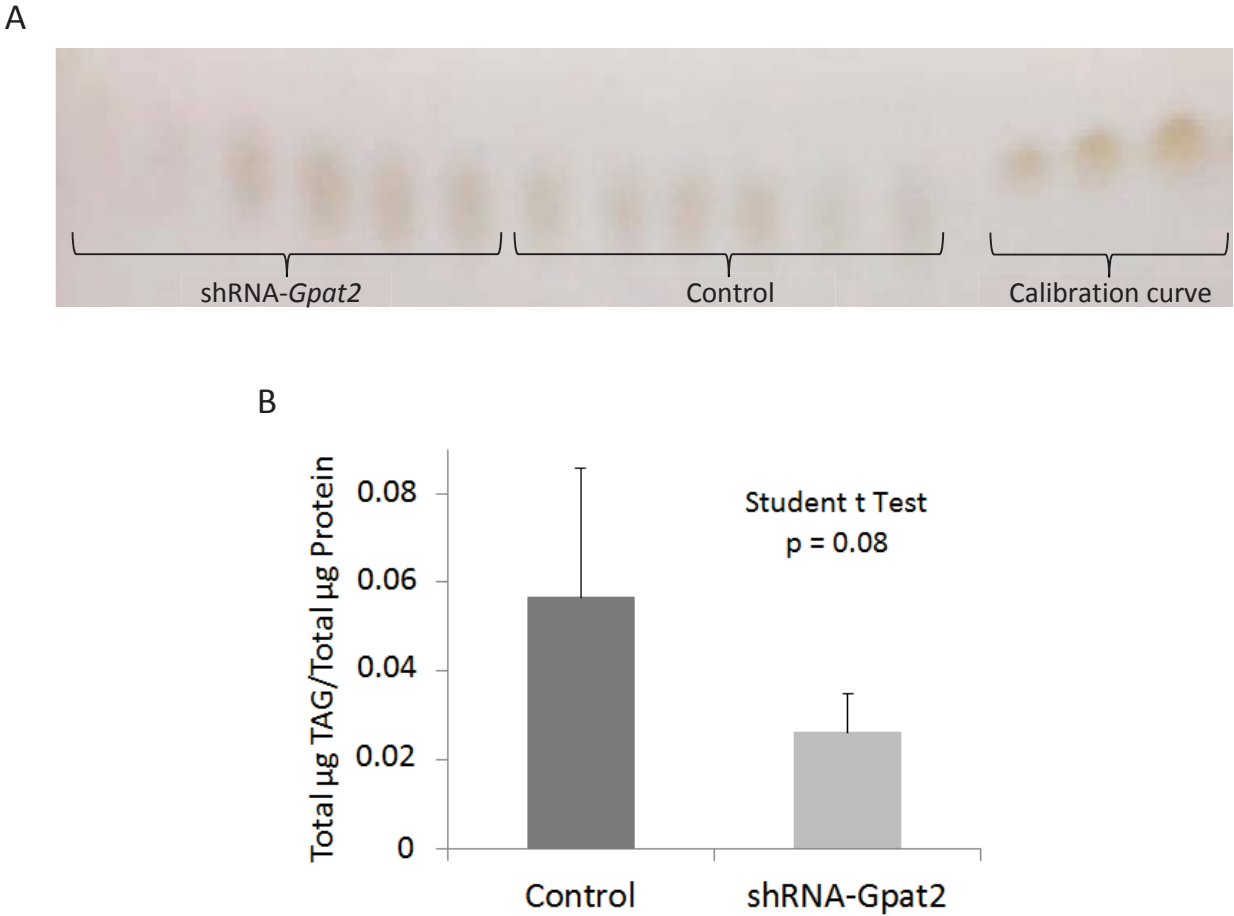 A
shRNA-Gpat2
Control
Calibration curve
B
Total µg TAG/Total µg Protein
0.08
0.06
0.04
0.02
0
Student t Test
p = 0.08
Control
shRNA-Gpat2